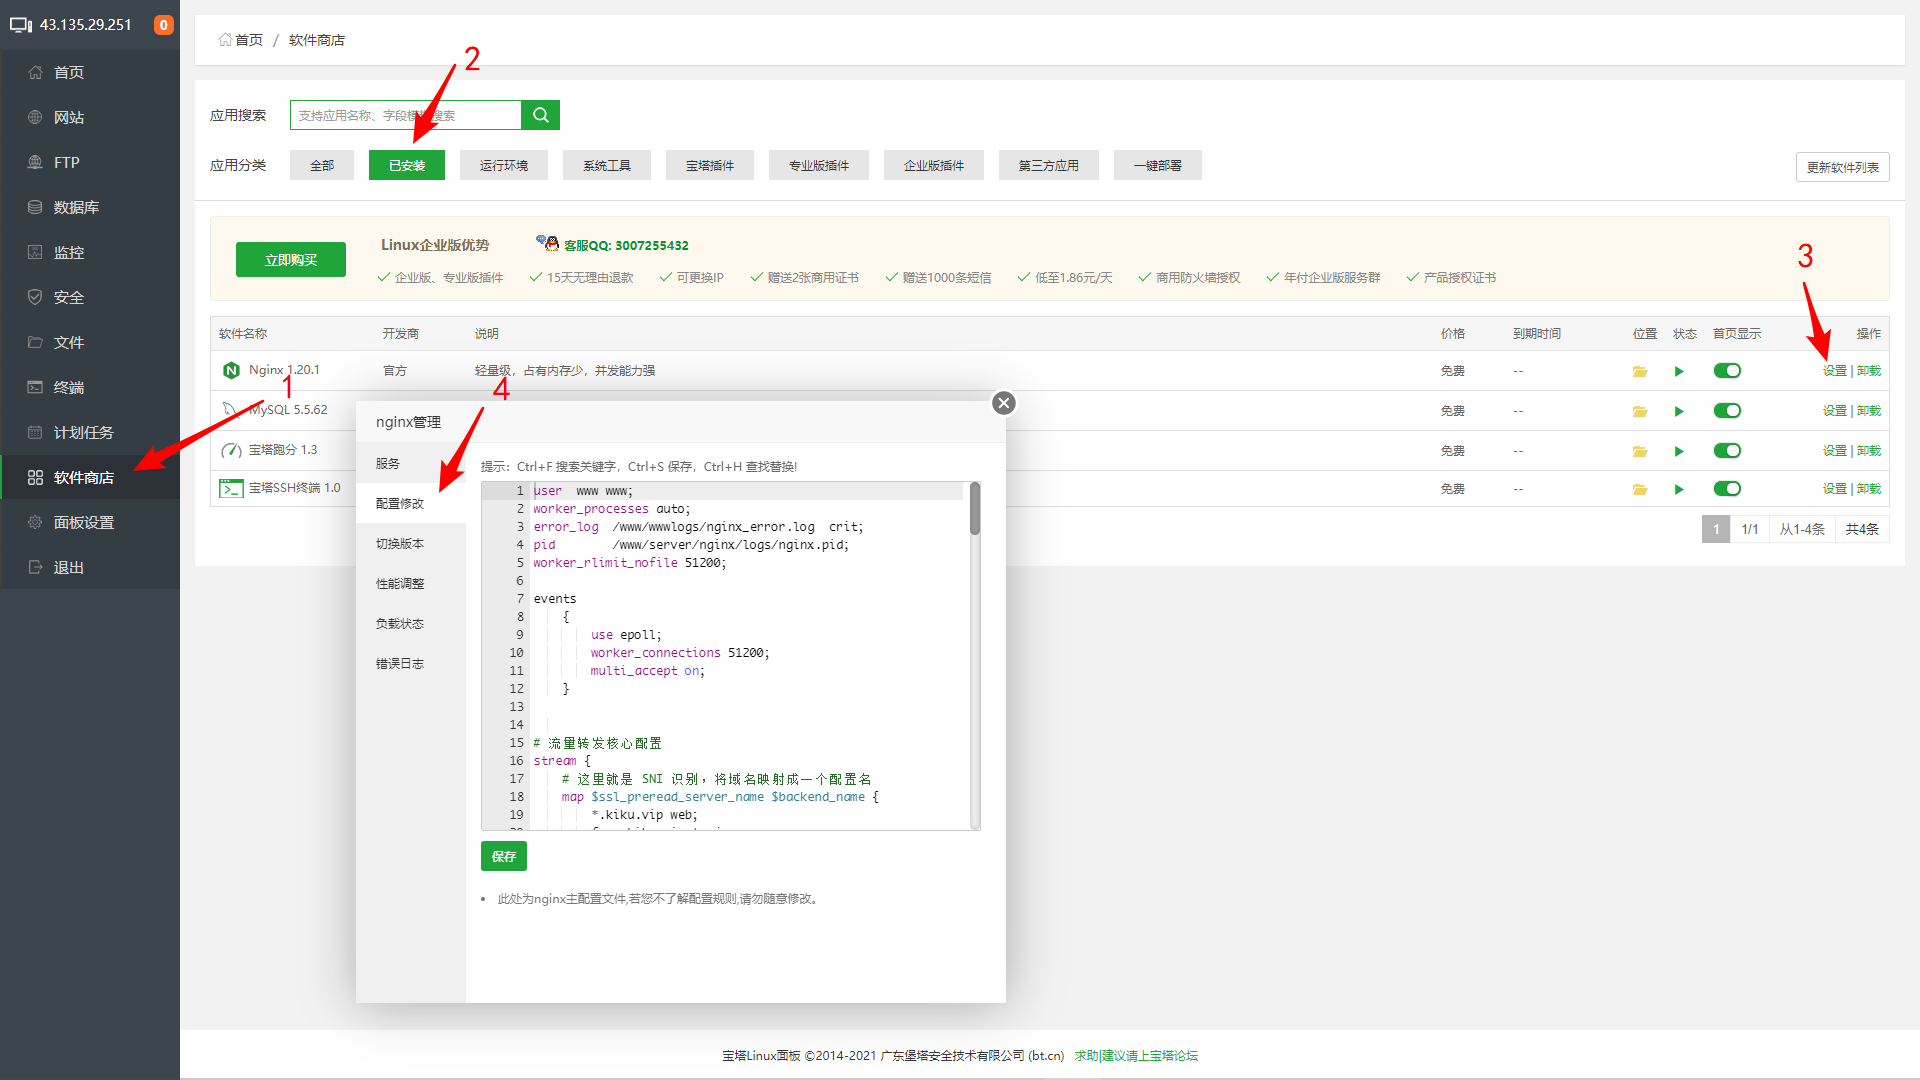 43.135.29.251 0
首页
网站
FTP
数据库
监控
安全
文件
终端
计划任务
软件商店
面板设置
退出
首页 / 软件商店
2
应用搜索 支持应用名称、字段模糊搜索
应用分类 全部 已安装 运行环境 系统工具 宝塔插件 专业版插件 企业版插件 第三方应用 一键部署 更新软件列表
立即购买 Linux企业版优势 客服QQ: 3007255432
企业版、专业版插件 15天无理由退款 可更换IP 赠送2张商用证书 赠送1000条短信 低至1.86元/天 商用防火墙授权 年付企业版服务群 产品授权证书
3
软件名称 开发商 说明 价格 到期时间 位置 状态 首页显示 操作
Nginx 1.20.1 官方 轻量级，占有内存少，并发能力强 免费 -- 设置 | 卸载
1
4
MySQL 5.5.62 免费 -- 设置 | 卸载
宝塔跑分 1.3 免费 -- 设置 | 卸载
宝塔SSH终端 1.0 免费 -- 设置 | 卸载
1 1/1 从1-4条 共4条
nginx管理
服务
配置修改
切换版本
性能调整
负载状态
错误日志
提示：Ctrl+F 搜索关键字，Ctrl+S 保存，Ctrl+H 查找替换!
1 user  www www;
2 worker_processes auto;
3 error_log  /www/wwwlogs/nginx_error.log  crit;
4 pid        /www/server/nginx/logs/nginx.pid;
5 worker_rlimit_nofile 51200;
6
7 events
8     {
9         use epoll;
10         worker_connections 51200;
11         multi_accept on;
12     }
13
14
15 # 流量转发核心配置
16 stream {
17     # 这里就是 SNI 识别，将域名映射成一个配置名
18     map $ssl_preread_server_name $backend_name {
19         *.kiku.vip web;
保存
• 此处为nginx主配置文件,若您不了解配置规则,请勿随意修改。
宝塔Linux面板 ©2014-2021 广东堡塔安全技术有限公司 (bt.cn) 求助|建议请上宝塔论坛